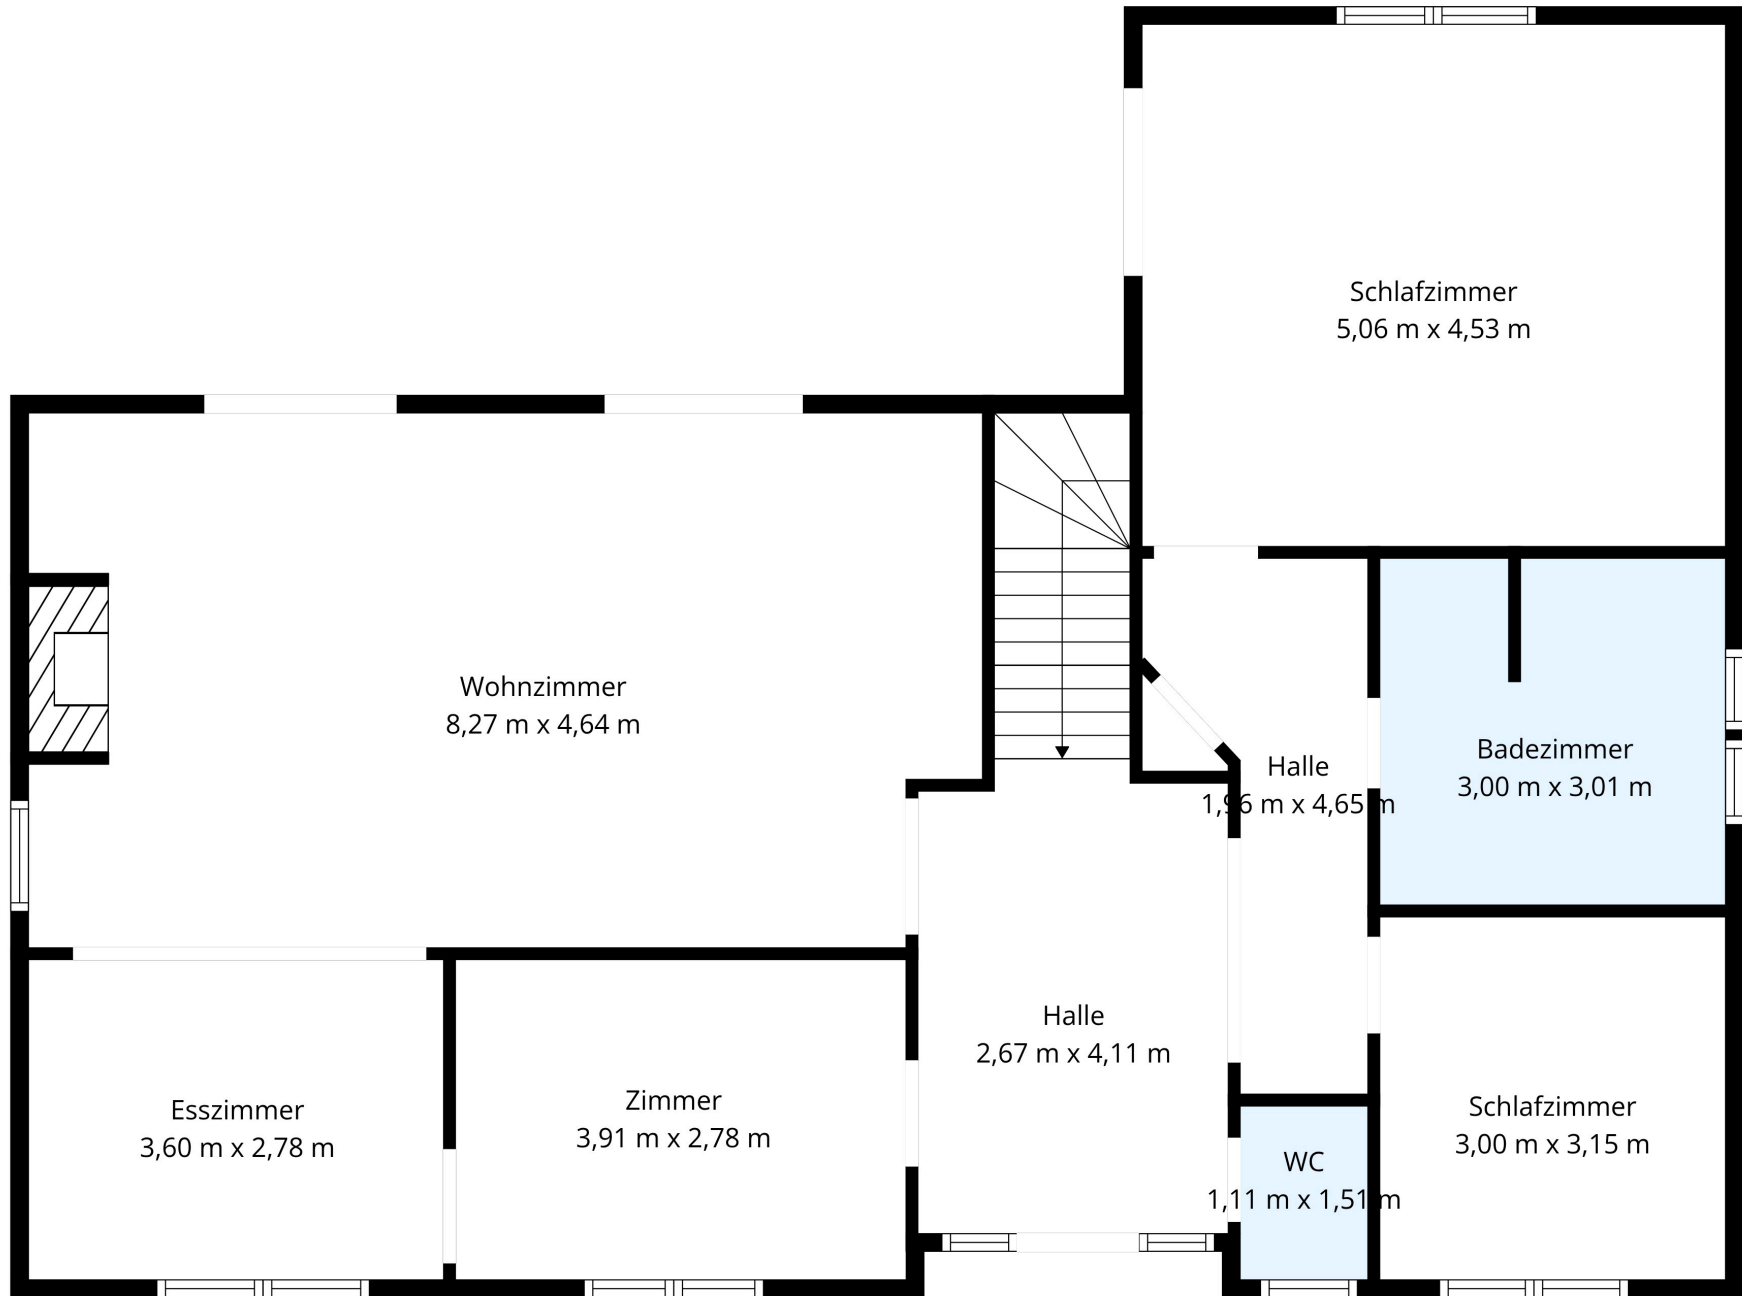 Schlafzimmer
5,06 m x 4,53 m
Wohnzimmer
8,27 m x 4,64 m
Halle
1,96 m x 4,65 m
Badezimmer
3,00 m x 3,01 m
Halle
2,67 m x 4,11 m
Esszimmer
3,60 m x 2,78 m
Zimmer
3,91 m x 2,78 m
WC
1,11 m x 1,51 m
Schlafzimmer
3,00 m x 3,15 m